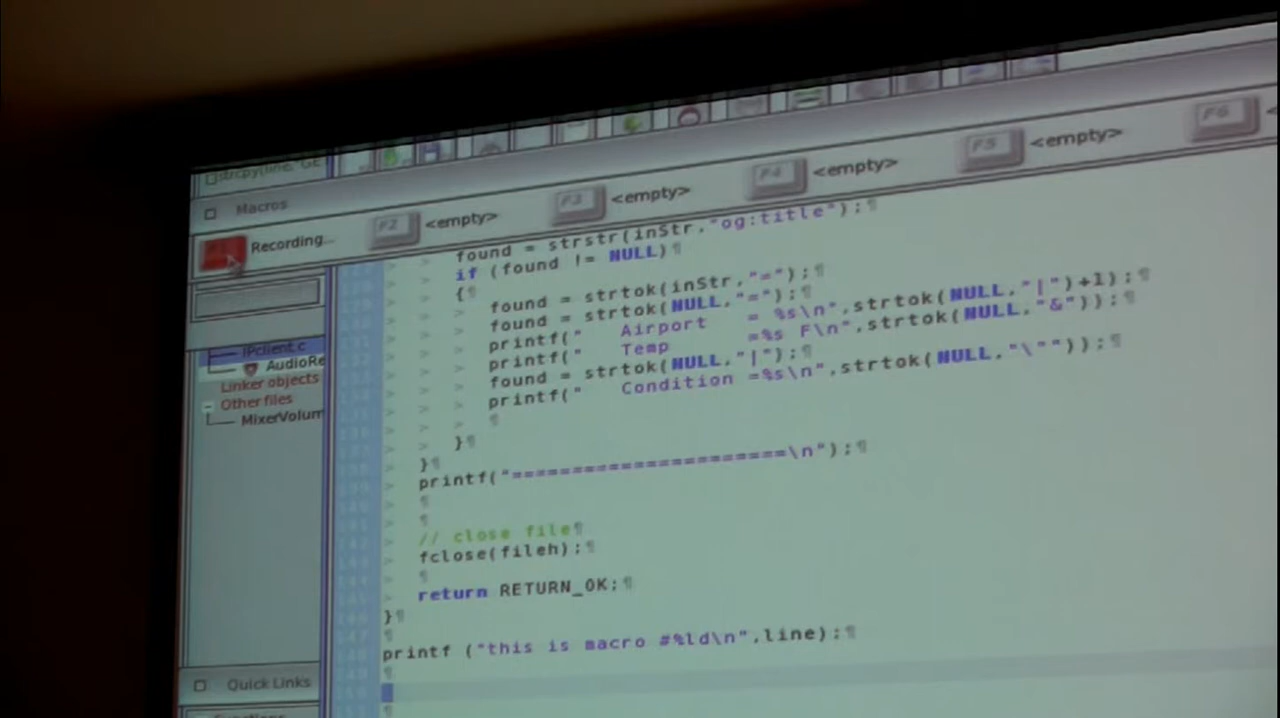 strcpy(line, GE
Macros
Recording...
F2 <empty>
F3 <empty>
F4 <empty>
F5 <empty>
F6
found = strstr(inStr,"og:title");¶
if (found != NULL)¶
{¶
found = strtok(inStr,"=");¶
found = strtok(NULL,"=");¶
printf("   Airport   = %s\n",strtok(NULL,"|")+1);¶
printf("   Temp      =%s F\n",strtok(NULL,"&"));¶
found = strtok(NULL,"|");¶
printf("   Condition =%s\n",strtok(NULL,"\""));¶
¶
}¶
}¶
printf("======================\n");¶
¶
¶
// close file¶
fclose(fileh);¶
¶
return RETURN_OK;¶
}¶
¶
printf ("this is macro #%ld\n",line);¶
¶
¶
IPclient.c
AudioRe
Linker objects
Other files
MixerVolum
Quick Links